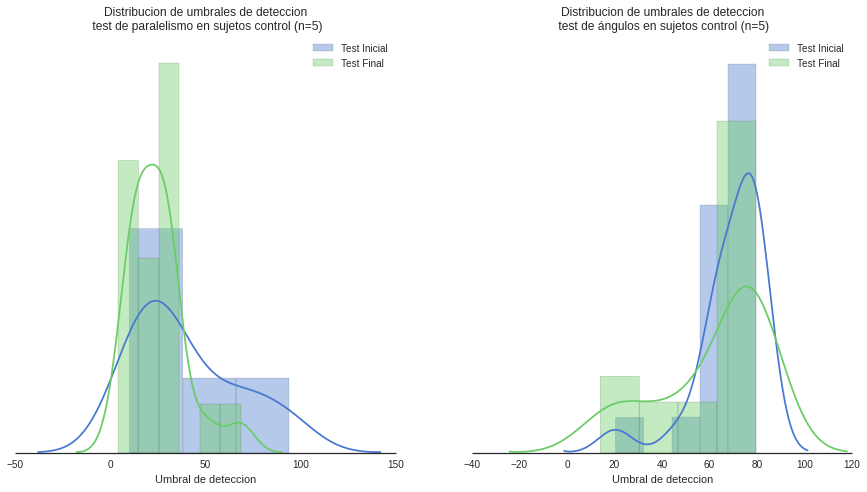 Distribucion de umbrales de deteccion
test de paralelismo en sujetos control (n=5)
Test Inicial
Test Final
−50 0 50 100 150
Umbral de deteccion
Distribucion de umbrales de deteccion
test de ángulos en sujetos control (n=5)
Test Inicial
Test Final
−40 −20 0 20 40 60 80 100 120
Umbral de deteccion